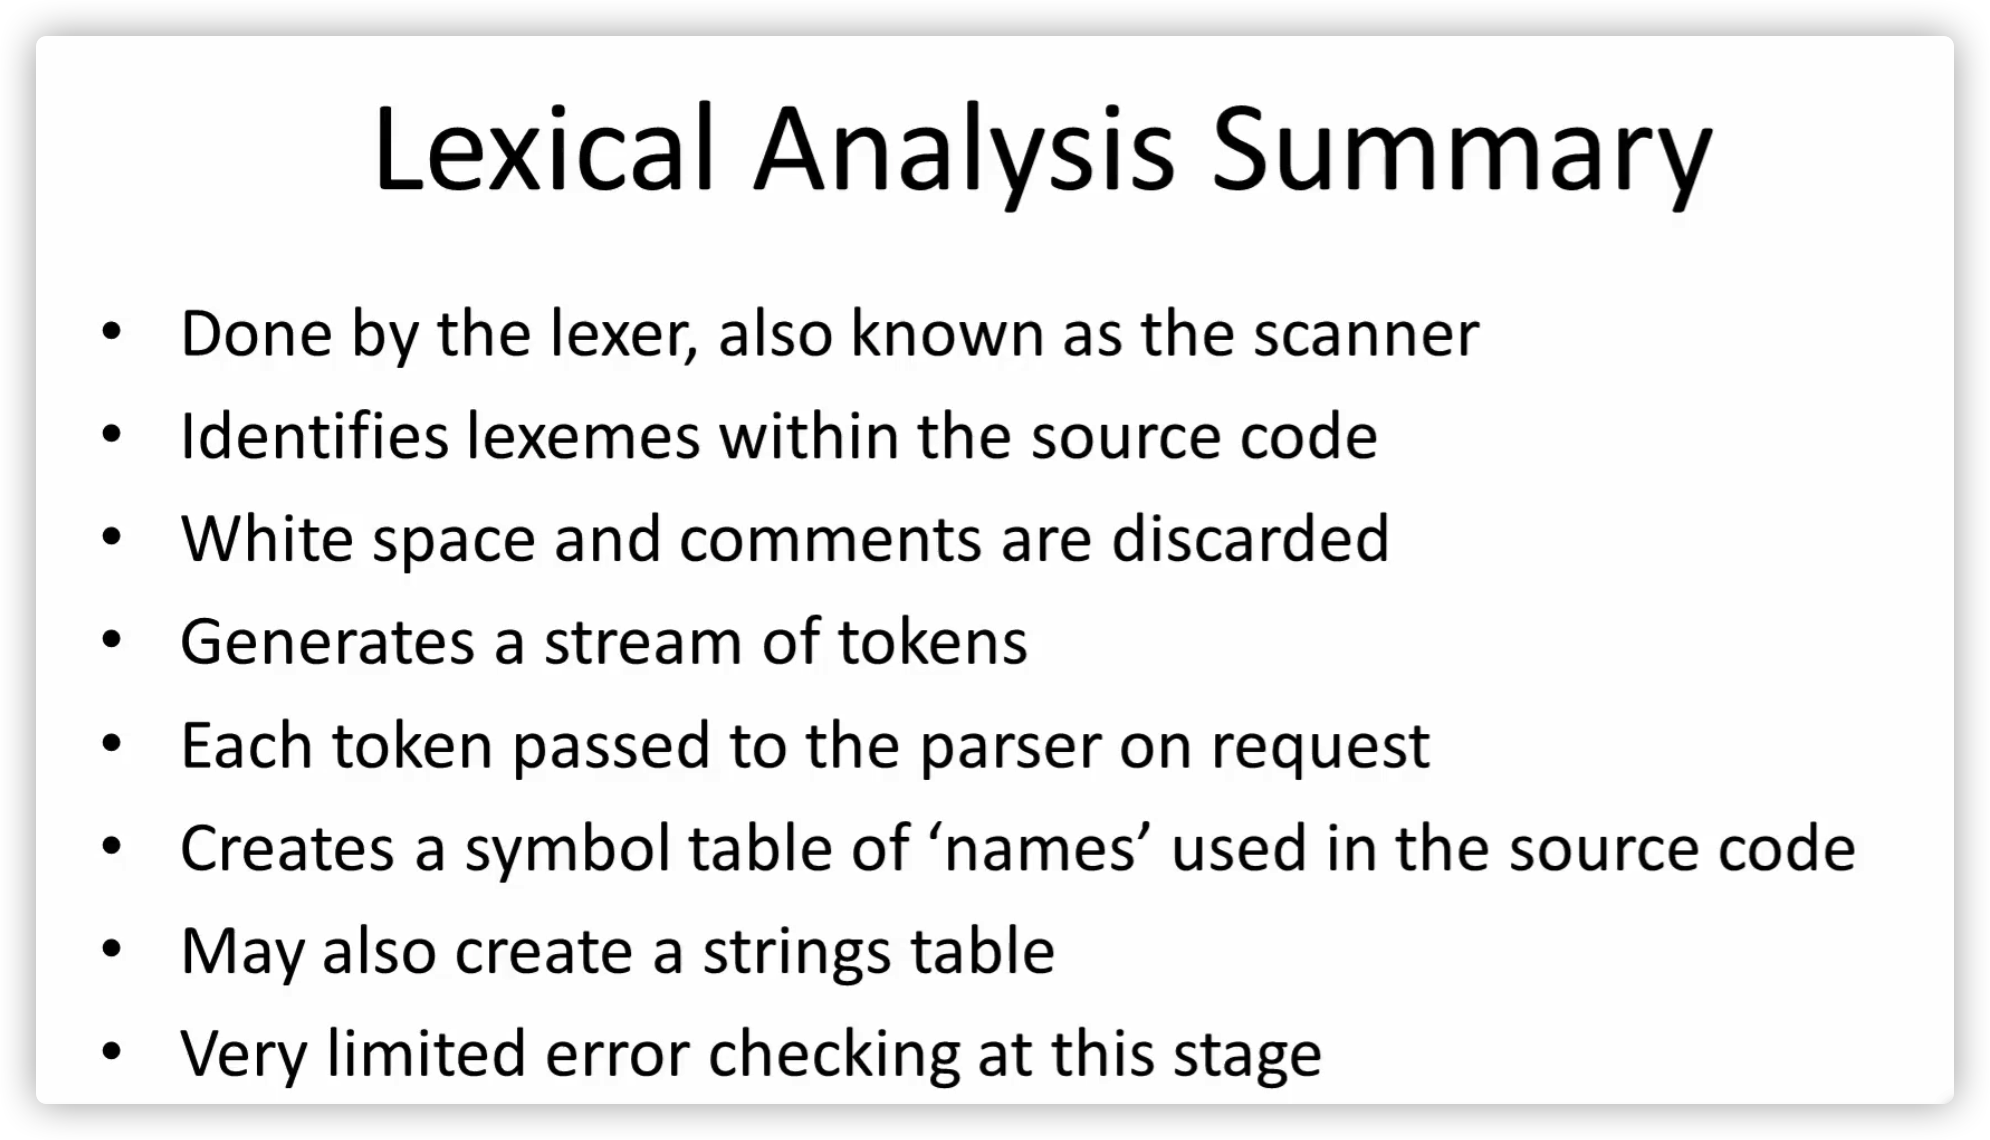 Lexical Analysis Summary
• Done by the lexer, also known as the scanner
• Identifies lexemes within the source code
• White space and comments are discarded
• Generates a stream of tokens
• Each token passed to the parser on request
• Creates a symbol table of ‘names’ used in the source code
• May also create a strings table
• Very limited error checking at this stage